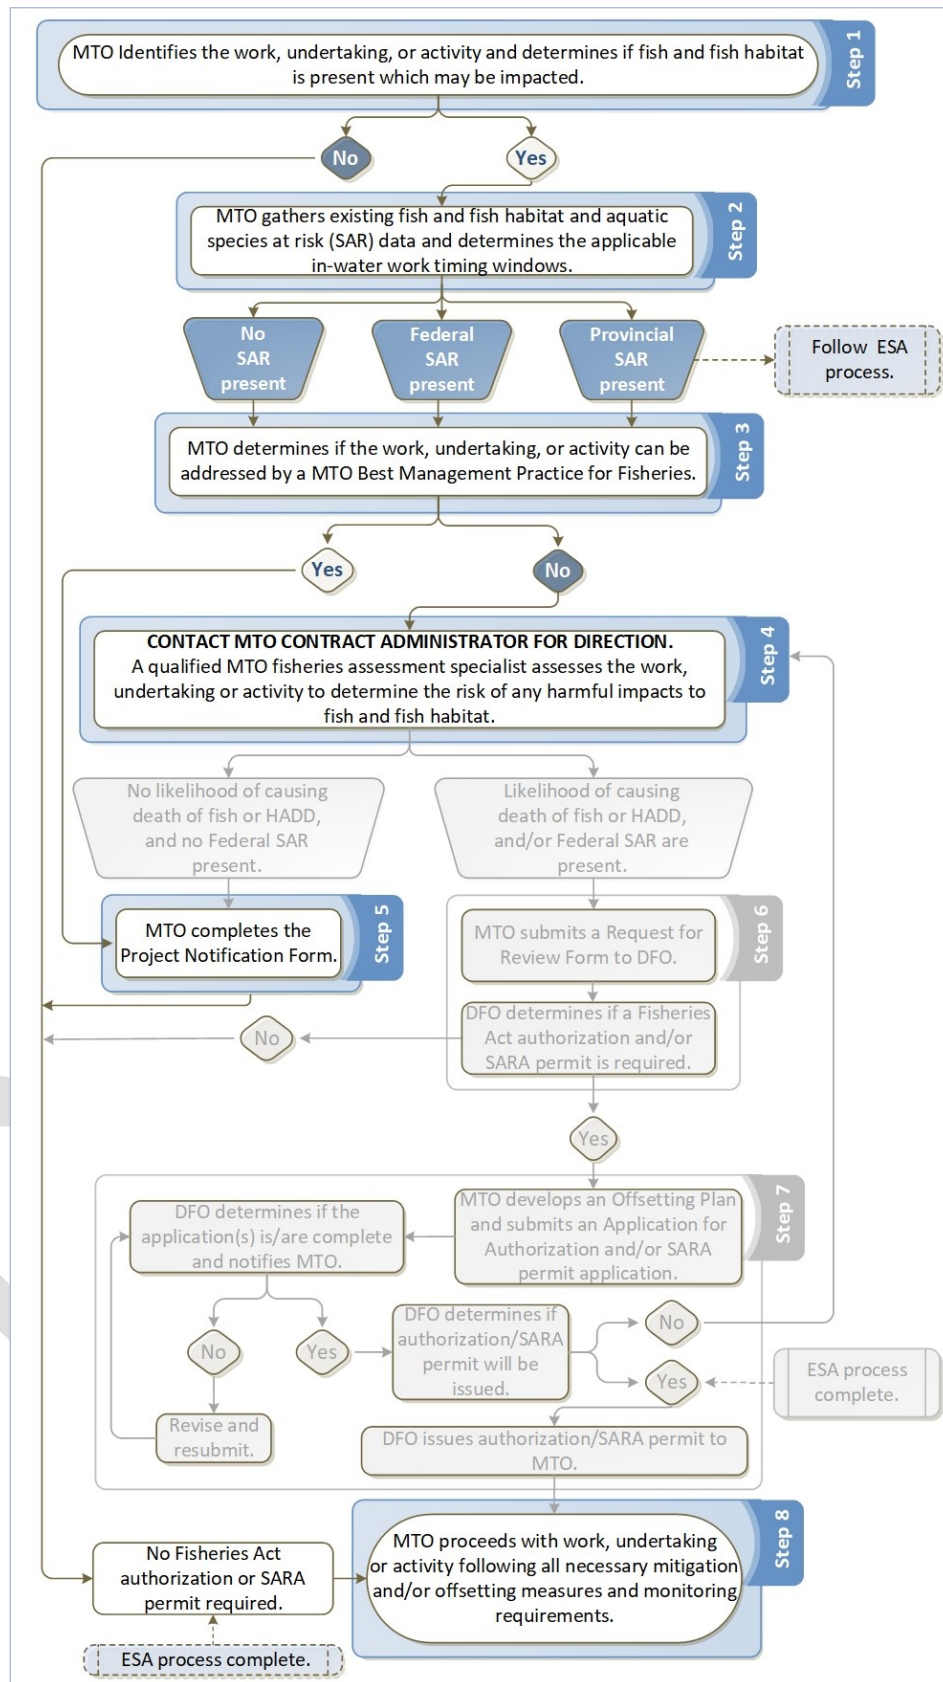 MTO Identifies the work, undertaking, or activity and determines if fish and fish habitat
is present which may be impacted.
Step 1
No
Yes
MTO gathers existing fish and fish habitat and aquatic
species at risk (SAR) data and determines the applicable
in-water work timing windows.
Step 2
No
SAR
present
Federal
SAR
present
Provincial
SAR
present
Follow ESA
process.
MTO determines if the work, undertaking, or activity can be
addressed by a MTO Best Management Practice for Fisheries.
Step 3
Yes
No
CONTACT MTO CONTRACT ADMINISTRATOR FOR DIRECTION.
A qualified MTO fisheries assessment specialist assesses the work,
undertaking or activity to determine the risk of any harmful impacts to
fish and fish habitat.
Step 4
No likelihood of causing
death of fish or HADD,
and no Federal SAR
present.
Likelihood of causing
death of fish or HADD,
and/or Federal SAR are
present.
MTO completes the
Project Notification Form.
Step 5
MTO submits a Request for
Review Form to DFO.
Step 6
DFO determines if a Fisheries
Act authorization and/or
SARA permit is required.
No
Yes
MTO develops an Offsetting Plan
and submits an Application for
Authorization and/or SARA
permit application.
Step 7
DFO determines if the
application(s) is/are complete
and notifies MTO.
No
Yes
DFO determines if
authorization/SARA
permit will be
issued.
No
Yes
ESA process
complete.
Revise and
resubmit.
DFO issues authorization/SARA permit to
MTO.
MTO proceeds with work, undertaking
or activity following all necessary mitigation
and/or offsetting measures and monitoring
requirements.
Step 8
No Fisheries Act
authorization or SARA
permit required.
ESA process complete.